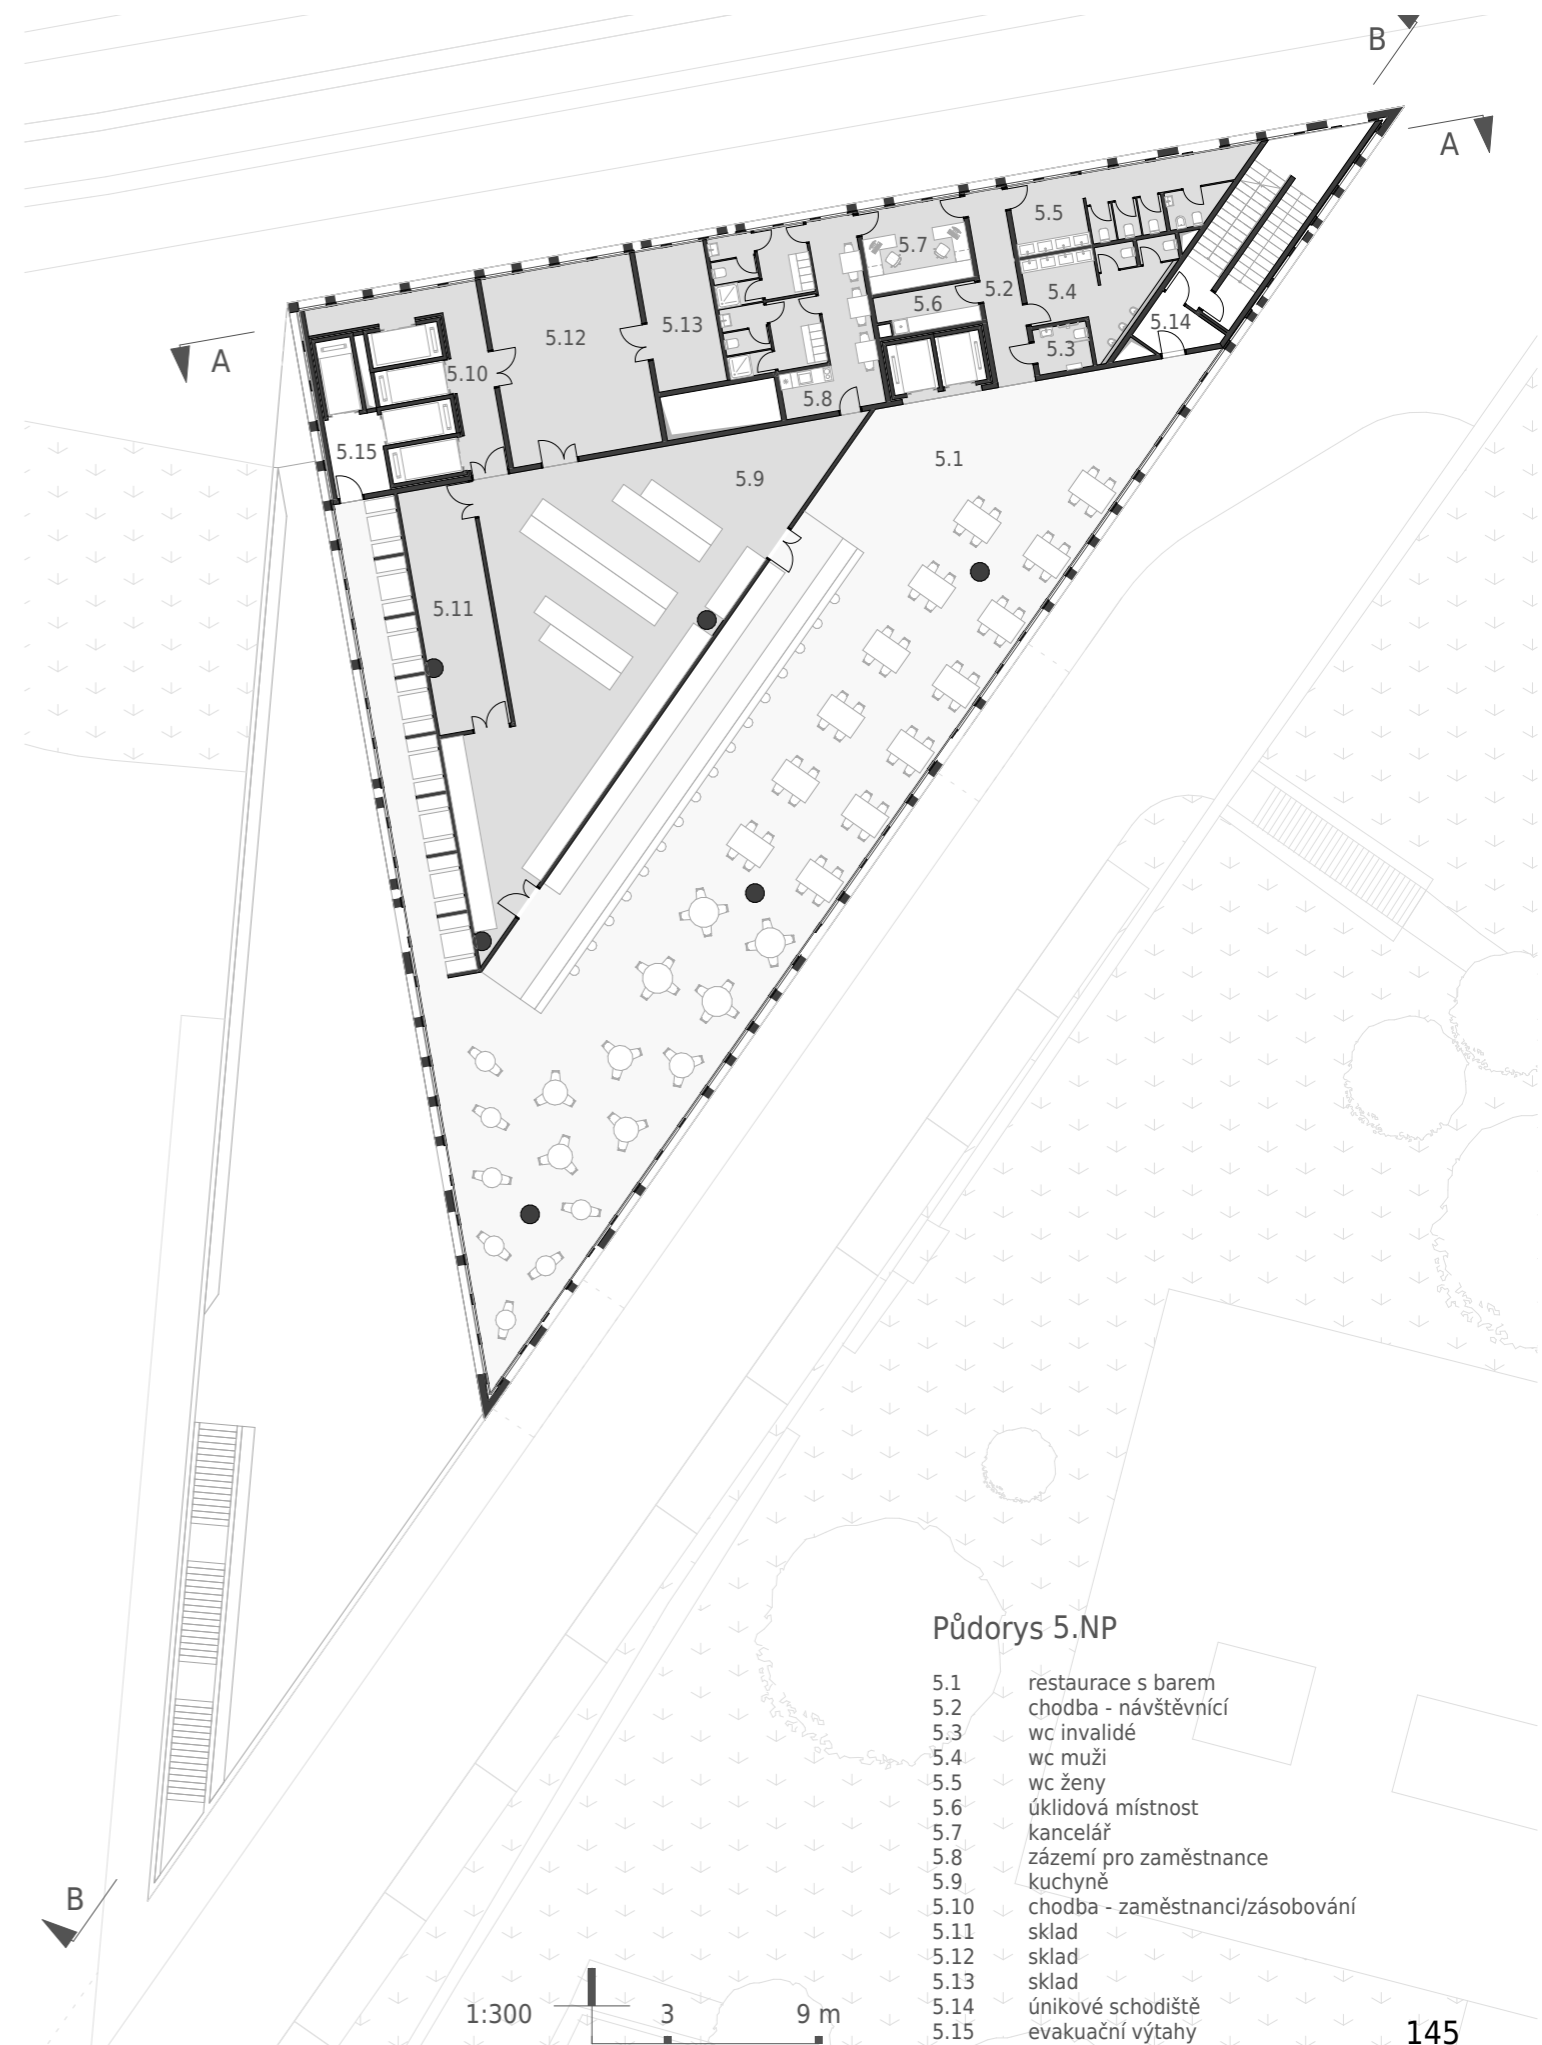 B
A
5.5
5.7
5.2
5.6
5.4
5.14
5.13
5.12
5.3
A
5.10
5.8
5.15
5.1
5.9
5.11
Půdorys 5.NP
5.1 restaurace s barem
5.2 chodba - návštěvnící
5.3 wc invalidé
5.4 wc muži
5.5 wc ženy
5.6 úklidová místnost
5.7 kancelář
5.8 zázemí pro zaměstnance
5.9 kuchyně
5.10 chodba - zaměstnanci/zásobování
5.11 sklad
5.12 sklad
5.13 sklad
5.14 únikové schodiště
5.15 evakuační výtahy
B
1:300 3 9 m
145